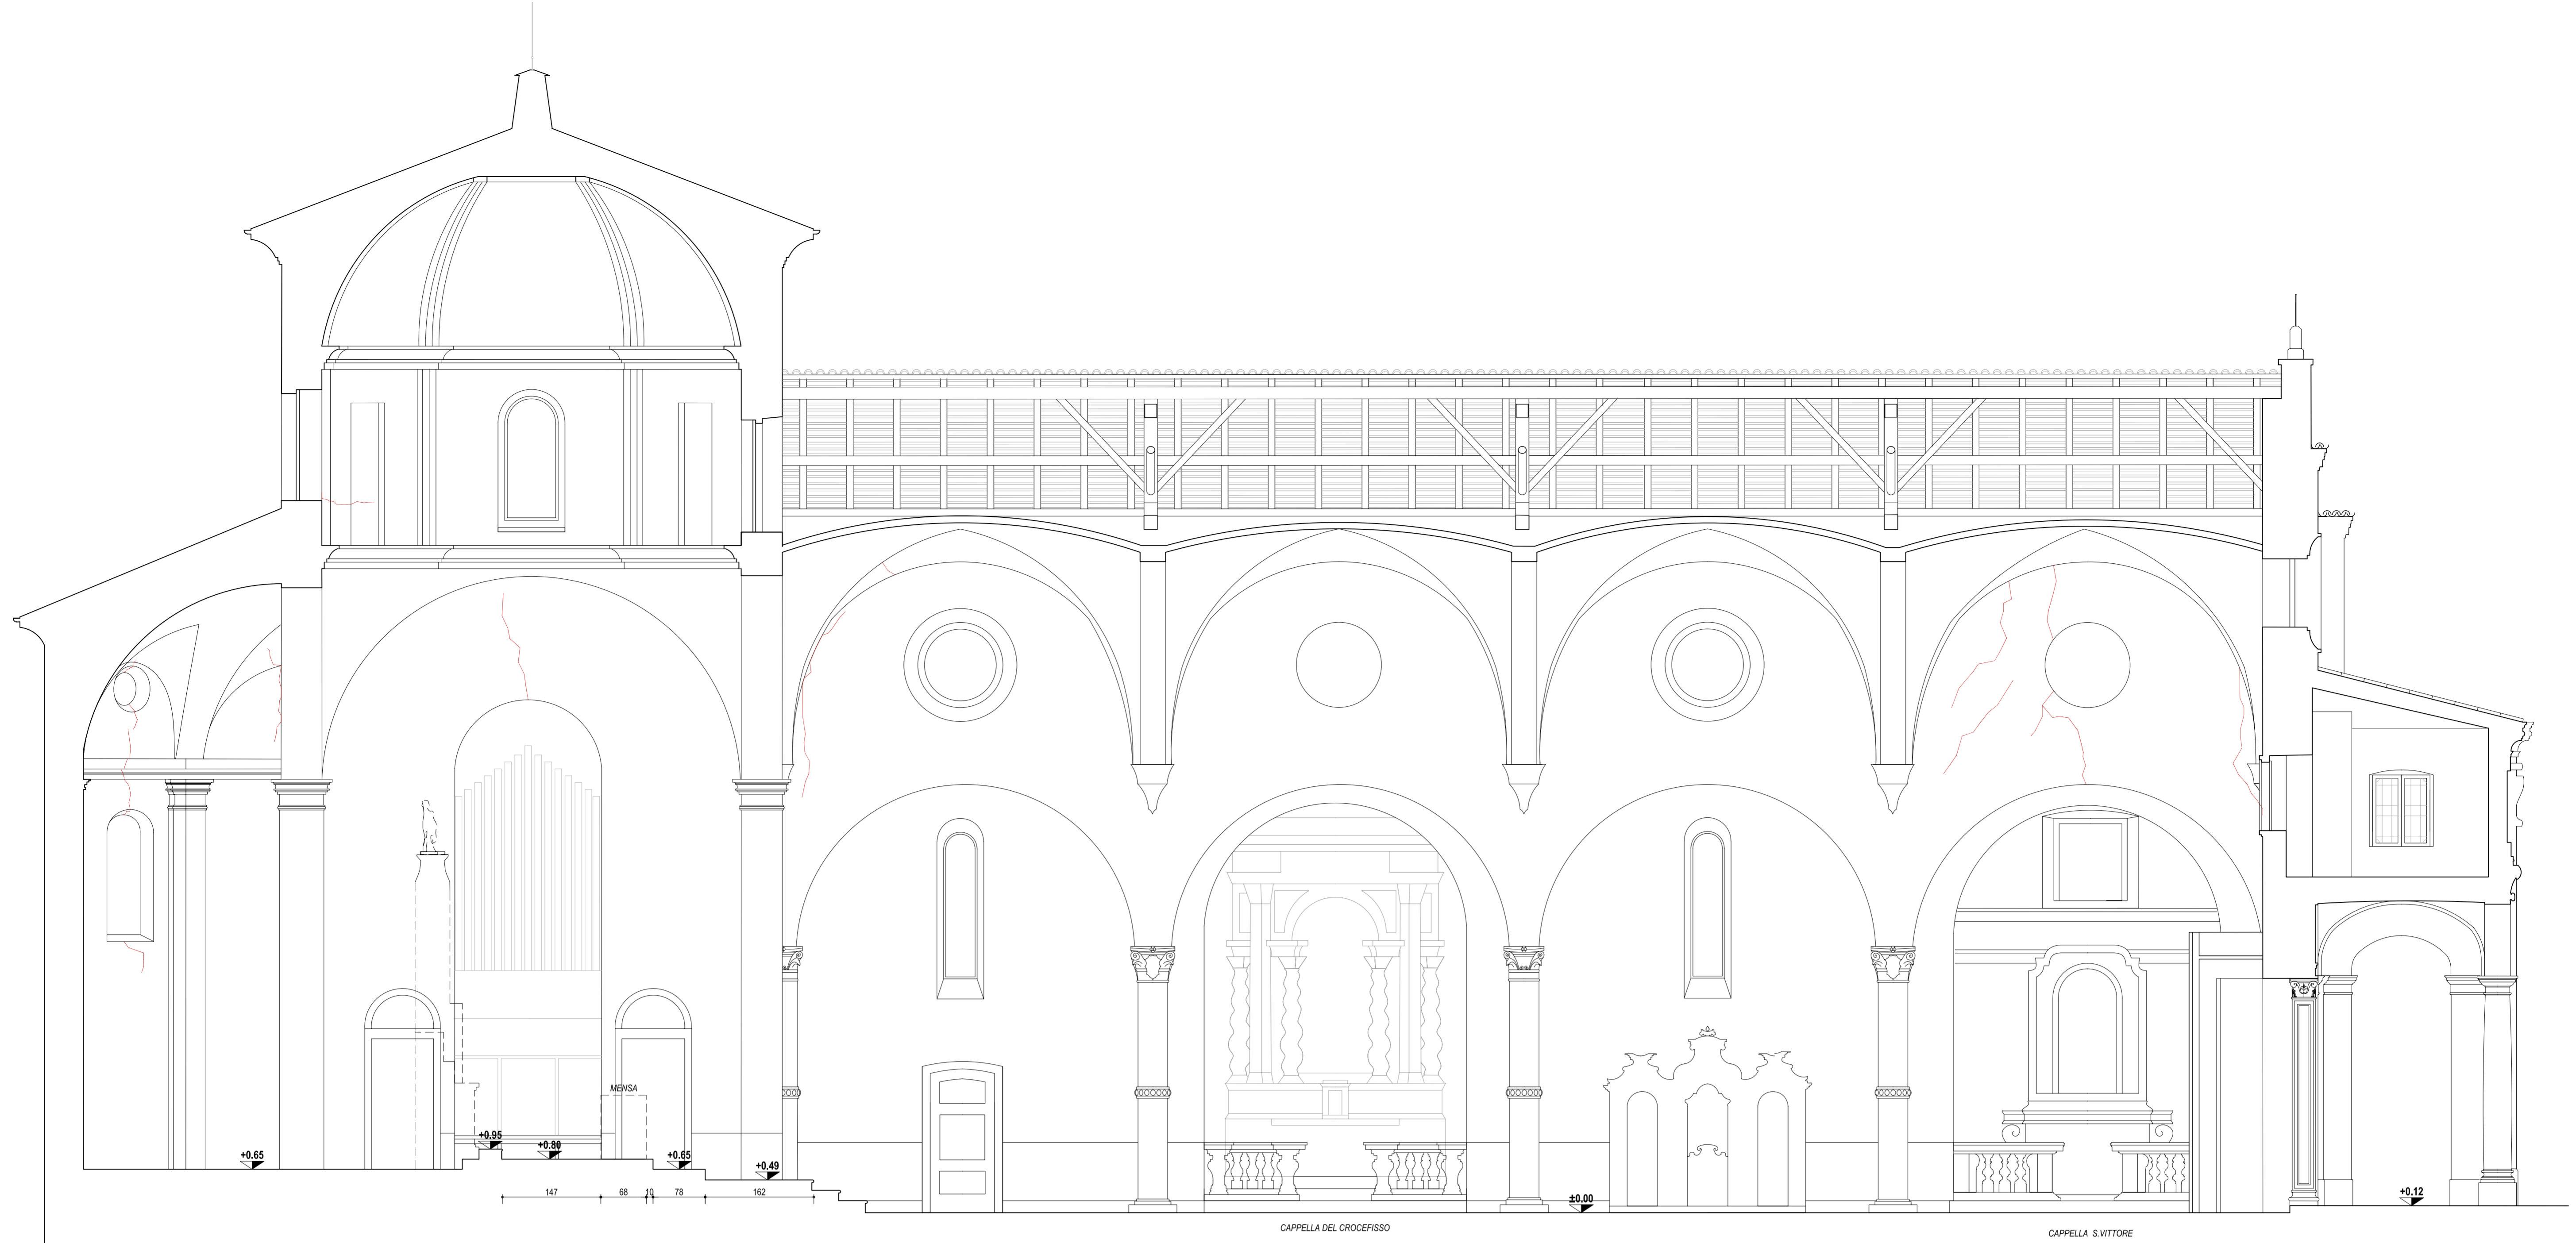 MENSA
+0.95
+0.80
+0.65
+0.65
+0.49
147 68 10 78 162
±0.00
+0.12
CAPPELLA DEL CROCEFISSO
CAPPELLA S.VITTORE